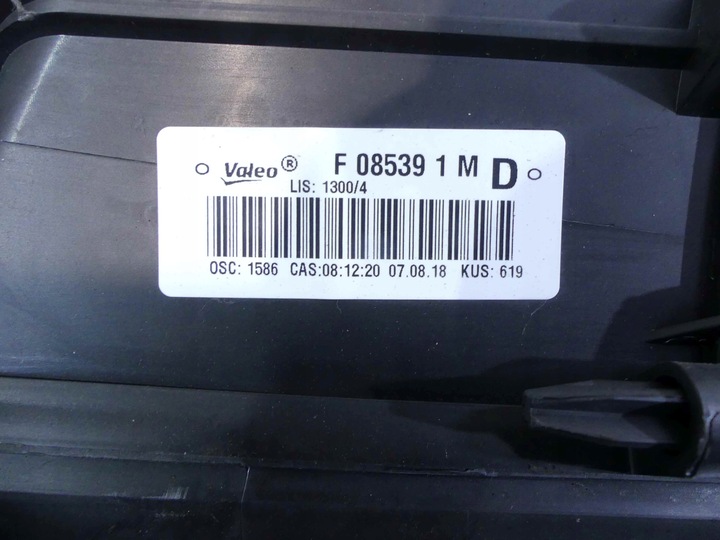 Valeo® F 08539 1 M D
LIS: 1300/4
OSC: 1586 CAS:08:12:20 07.08.18 KUS: 619